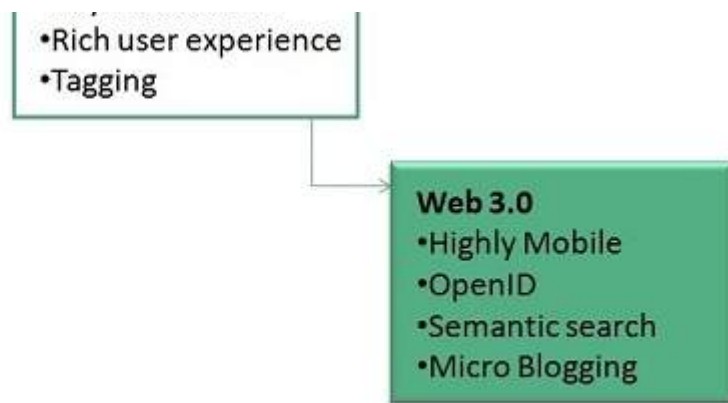 •Rich user experience
•Tagging
Web 3.0
•Highly Mobile
•OpenID
•Semantic search
•Micro Blogging